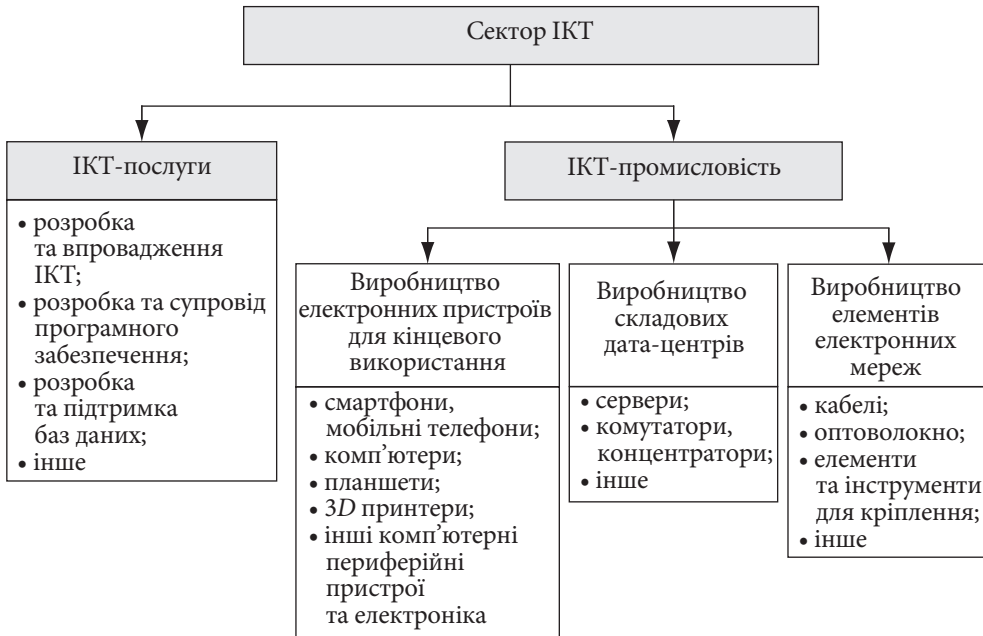 Сектор ІКТ
ІКТ-послуги
• розробка
та впровадження
ІКТ;
• розробка та супровід
програмного
забезпечення;
• розробка
та підтримка
баз даних;
• інше
ІКТ-промисловість
Виробництво
електронних пристроїв
для кінцевого
використання
• смартфони,
мобільні телефони;
• комп’ютери;
• планшети;
• 3D принтери;
• інші комп’ютерні
периферійні
пристрої
та електроніка
Виробництво
складових
дата-центрів
• сервери;
• комутатори,
концентратори;
• інше
Виробництво
елементів
електронних
мереж
• кабелі;
• оптоволокно;
• елементи
та інструменти
для кріплення;
• інше